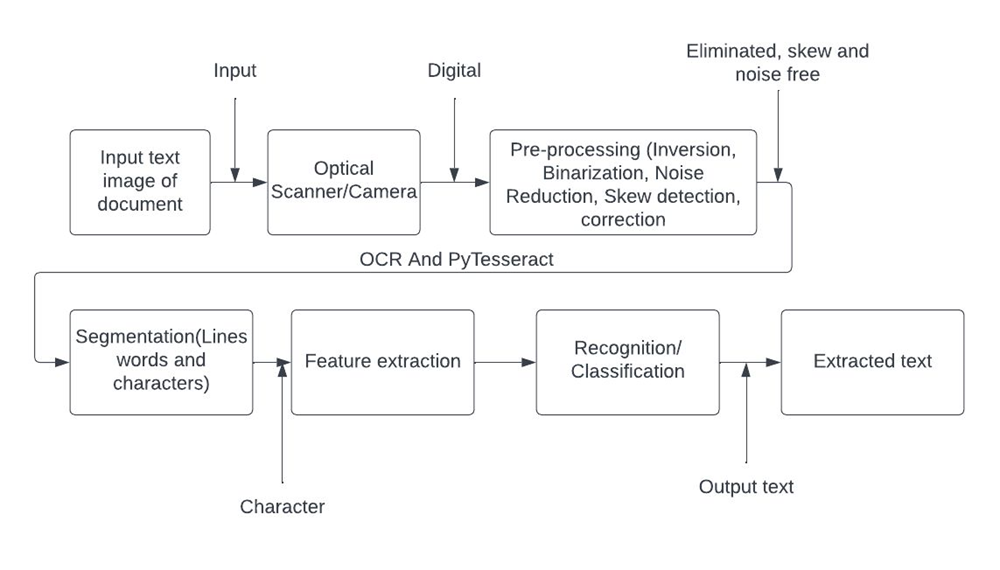 Input
Digital
Eliminated, skew and
noise free
Input text
image of
document
Optical
Scanner/Camera
Pre-processing (Inversion,
Binarization, Noise
Reduction, Skew detection,
correction
OCR And PyTesseract
Segmentation(Lines
words and
characters)
Feature extraction
Recognition/
Classification
Extracted text
Character
Output text